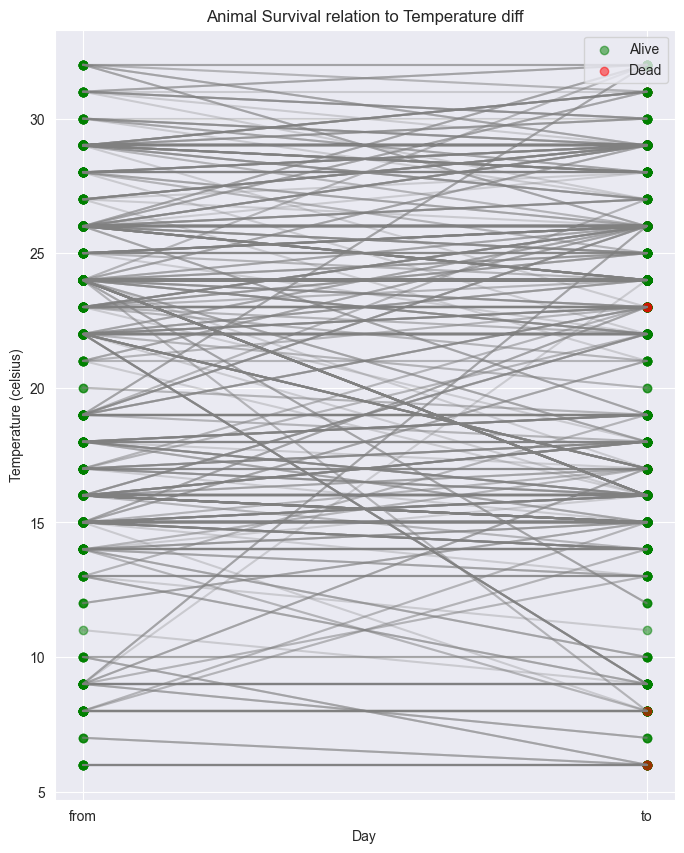 Animal Survival relation to Temperature diff
Alive
Dead
30
25
20
15
10
5
Temperature (celsius)
from
to
Day